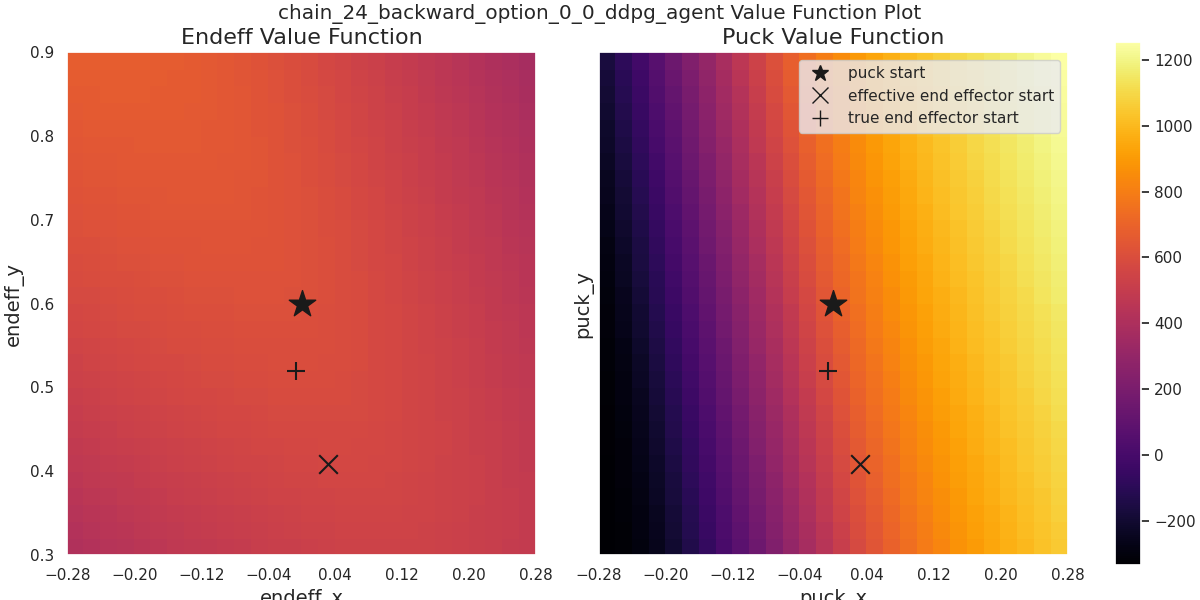 chain_24_backward_option_0_0_ddpg_agent Value Function Plot
Endeff Value Function
Puck Value Function
0.9
0.8
0.7
0.6
0.5
0.4
0.3
endeff_y
−0.28 −0.20 −0.12 −0.04 0.04 0.12 0.20 0.28
endeff_x
puck start
effective end effector start
true end effector start
puck_y
−0.28 −0.20 −0.12 −0.04 0.04 0.12 0.20 0.28
puck_x
1200
1000
800
600
400
200
0
−200